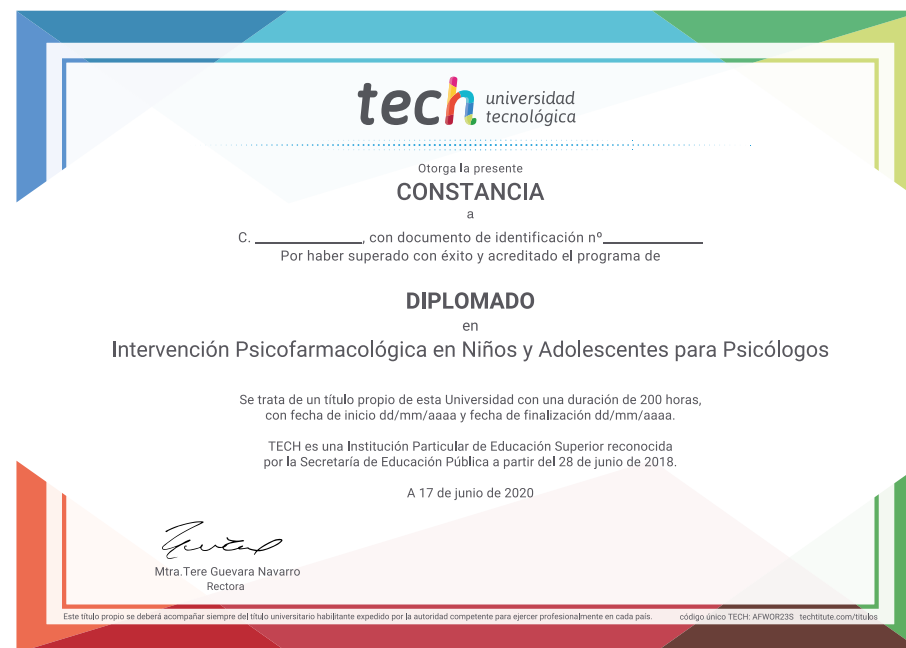 tech universidad
tecnológica
Otorga la presente
CONSTANCIA
a
C. ____________, con documento de identificación nº___________
Por haber superado con éxito y acreditado el programa de
DIPLOMADO
en
Intervención Psicofarmacológica en Niños y Adolescentes para Psicólogos
Se trata de un título propio de esta Universidad con una duración de 200 horas,
con fecha de inicio dd/mm/aaaa y fecha de finalización dd/mm/aaaa.
TECH es una Institución Particular de Educación Superior reconocida
por la Secretaría de Educación Pública a partir del 28 de junio de 2018.
A 17 de junio de 2020
Mtra.Tere Guevara Navarro
Rectora
Este título propio se deberá acompañar siempre del título universitario habilitante expedido por la autoridad competente para ejercer profesionalmente en cada país. código único TECH: AFWOR23S techtitute.com/titulos